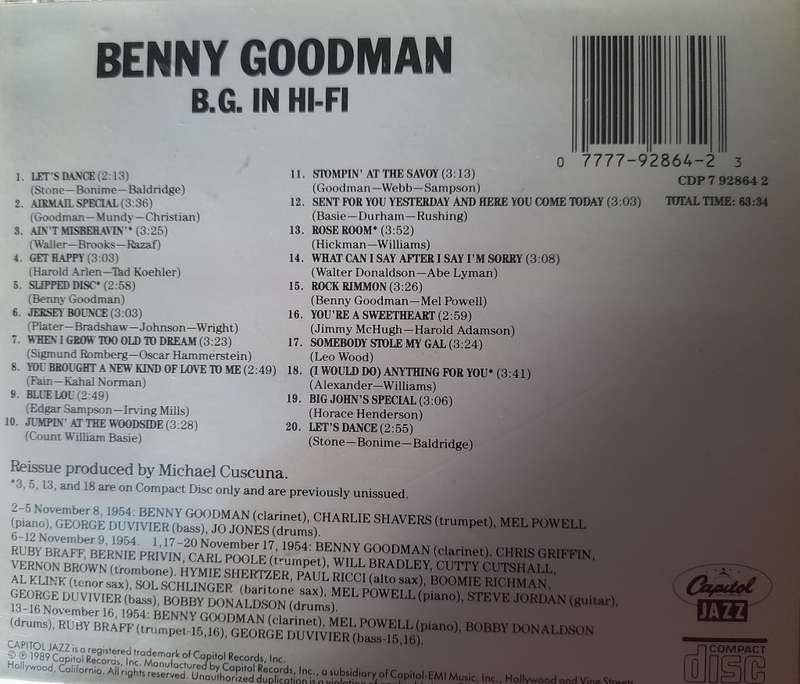 BENNY GOODMAN
B.G. IN HI-FI
0 7777-92864-2 3
CDP 7 92864 2
TOTAL TIME: 63:34
1. LET'S DANCE (2:13)
(Stone—Bonime—Baldridge)
2. AIRMAIL SPECIAL (3:36)
(Goodman—Mundy—Christian)
3. AIN'T MISBEHAVIN'* (3:25)
(Waller—Brooks—Razaf)
4. GET HAPPY (3:03)
(Harold Arlen—Tad Koehler)
5. SLIPPED DISC* (2:58)
(Benny Goodman)
6. JERSEY BOUNCE (3:03)
(Plater—Bradshaw—Johnson—Wright)
7. WHEN I GROW TOO OLD TO DREAM (3:23)
(Sigmund Romberg—Oscar Hammerstein)
8. YOU BROUGHT A NEW KIND OF LOVE TO ME (2:49)
(Fain—Kahal Norman)
9. BLUE LOU (2:49)
(Edgar Sampson—Irving Mills)
10. JUMPIN' AT THE WOODSIDE (3:28)
(Count William Basie)
11. STOMPIN' AT THE SAVOY (3:13)
(Goodman—Webb—Sampson)
12. SENT FOR YOU YESTERDAY AND HERE YOU COME TODAY (3:03)
(Basie—Durham—Rushing)
13. ROSE ROOM* (3:52)
(Hickman—Williams)
14. WHAT CAN I SAY AFTER I SAY I'M SORRY (3:08)
(Walter Donaldson—Abe Lyman)
15. ROCK RIMMON (3:26)
(Benny Goodman—Mel Powell)
16. YOU'RE A SWEETHEART (2:59)
(Jimmy McHugh—Harold Adamson)
17. SOMEBODY STOLE MY GAL (3:24)
(Leo Wood)
18. (I WOULD DO) ANYTHING FOR YOU* (3:41)
(Alexander—Williams)
19. BIG JOHN'S SPECIAL (3:06)
(Horace Henderson)
20. LET'S DANCE (2:55)
(Stone—Bonime—Baldridge)
Reissue produced by Michael Cuscuna.
*3, 5, 13, and 18 are on Compact Disc only and are previously unissued.
2-5 November 8, 1954: BENNY GOODMAN (clarinet), CHARLIE SHAVERS (trumpet), MEL POWELL
(piano), GEORGE DUVIVIER (bass), JO JONES (drums).
6-12 November 9, 1954. 1,17-20 November 17, 1954: BENNY GOODMAN (clarinet). CHRIS GRIFFIN,
RUBY BRAFF, BERNIE PRIVIN, CARL POOLE (trumpet), WILL BRADLEY, CUTTY CUTSHALL,
VERNON BROWN (trombone). HYMIE SHERTZER, PAUL RICCI (alto sax), BOOMIE RICHMAN,
AL KLINK (tenor sax), SOL SCHLINGER (baritone sax), MEL POWELL (piano), STEVE JORDAN (guitar),
GEORGE DUVIVIER (bass), BOBBY DONALDSON (drums).
13-16 November 16, 1954: BENNY GOODMAN (clarinet), MEL POWELL (piano), BOBBY DONALDSON
(drums), RUBY BRAFF (trumpet-15,16), GEORGE DUVIVIER (bass-15,16).
Capitol
JAZZ
COMPACT
disc
CAPITOL JAZZ is a registered trademark of Capitol Records, Inc.
© ℗ 1989 Capitol Records, Inc. Manufactured by Capitol Records, Inc., a subsidiary of Capitol-EMI Music, Inc., Hollywood and Vine Streets,
Hollywood, California. All rights reserved. Unauthorized duplication is a violation of